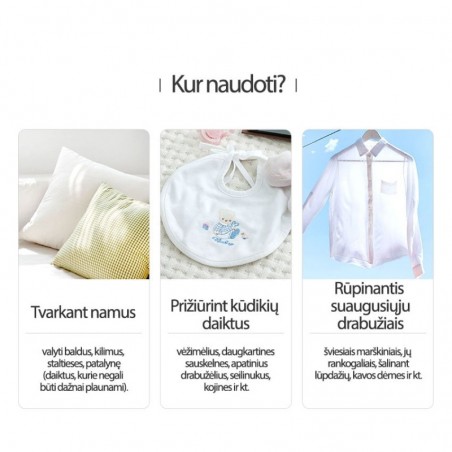 Kur naudoti?
Tvarkant namus
valyti baldus, kilimus,
staltieses, patalynę
(daiktus, kurie negali
būti dažnai plaunami).
Prižiūrint kūdikių
daiktus
vėžimėlius, daugkartines
sauskelnes, apatinius
drabužėlius, seilinukus,
kojines ir kt.
Rūpinantis
suaugusiųjų
drabužiais
šviesiais marškiniais, jų
rankogaliais, šalinant
lūpdažių, kavos dėmes ir kt.